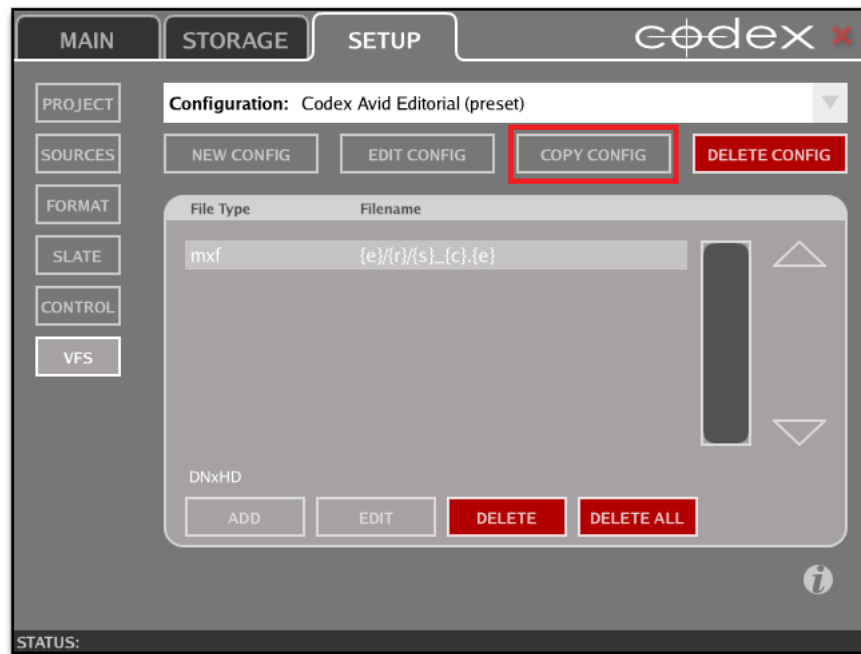 MAIN STORAGE SETUP codex
PROJECT Configuration: Codex Avid Editorial (preset)
SOURCES NEW CONFIG EDIT CONFIG COPY CONFIG DELETE CONFIG
FORMAT File Type Filename
SLATE mxf {e}/{r}/{s}_{c}.{e}
CONTROL
VFS
DNxHD
ADD EDIT DELETE DELETE ALL
i
STATUS: